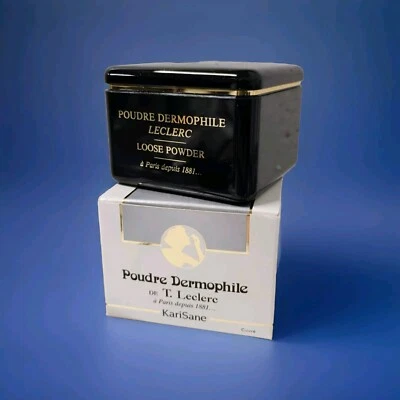 POUDRE DERMOPHILE
LECLERC
LOOSE POWDER
à Paris depuis 1881...
Poudre Dermophile
DE T. Leclerc
à Paris depuis 1881...
KariSane